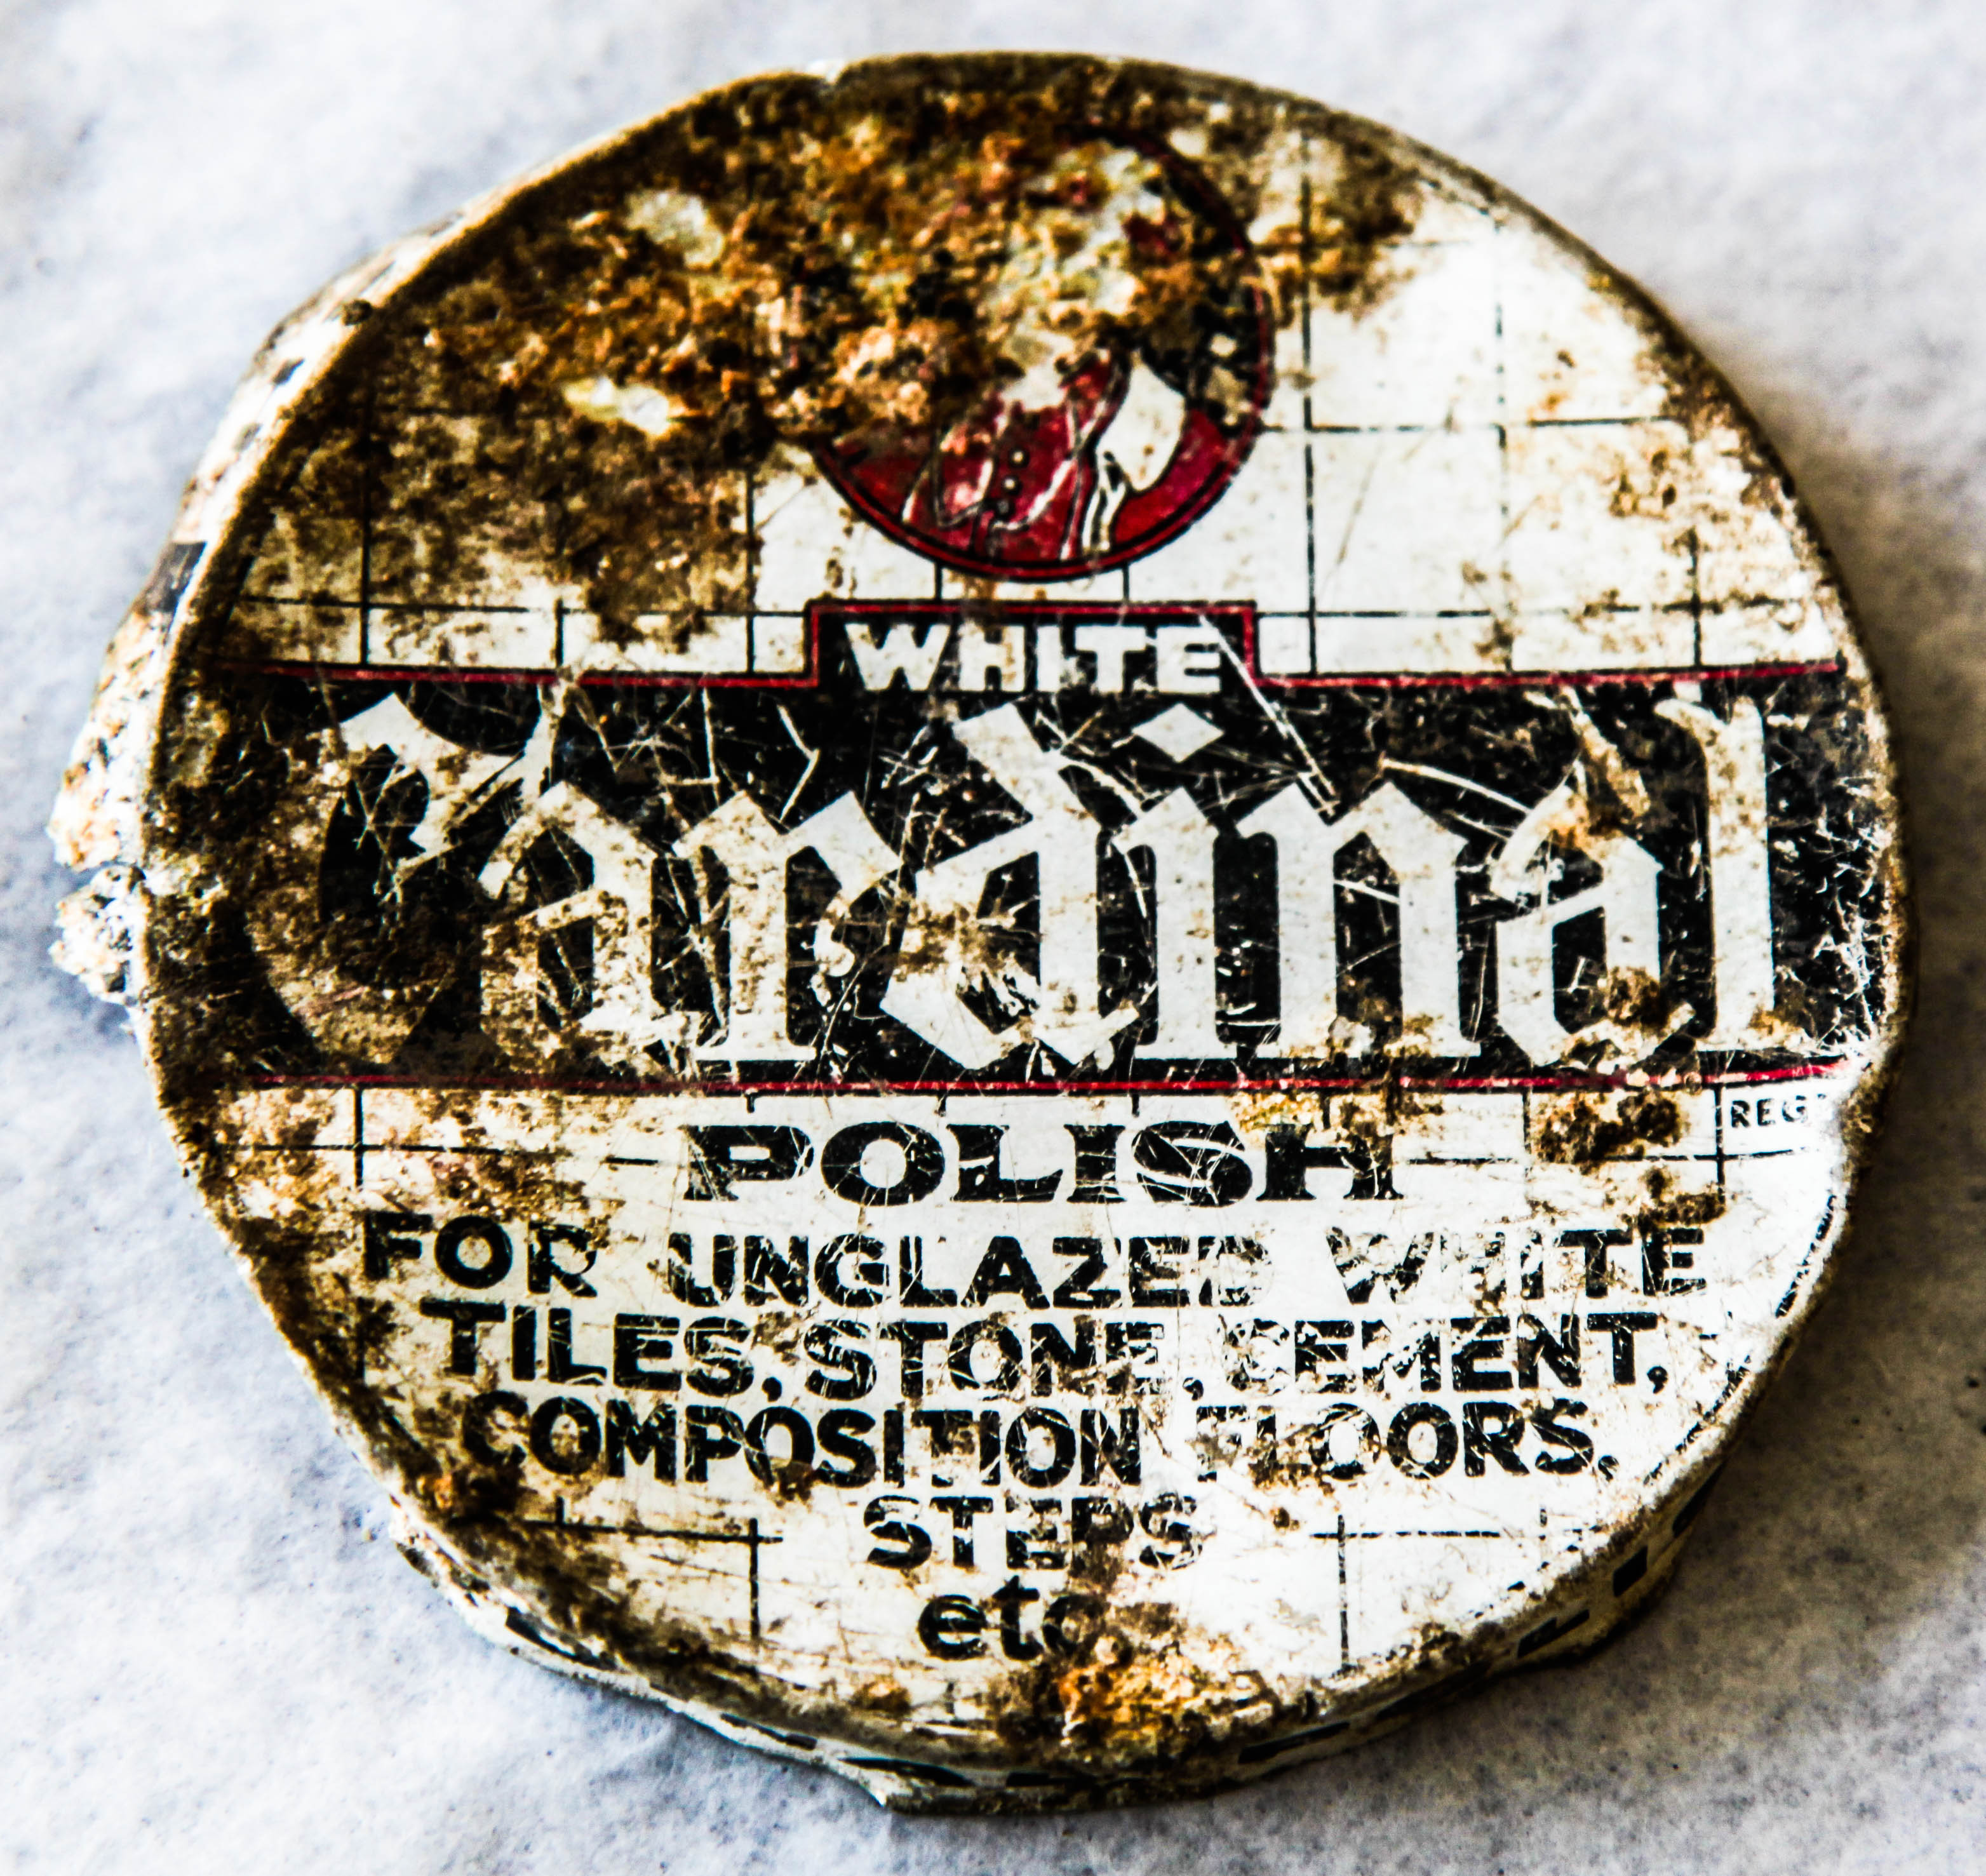 WHITE
Cardinal
REGD
POLISH
FOR UNGLAZED WHITE
TILES, STONE, CEMENT,
COMPOSITION FLOORS,
STEPS
etc